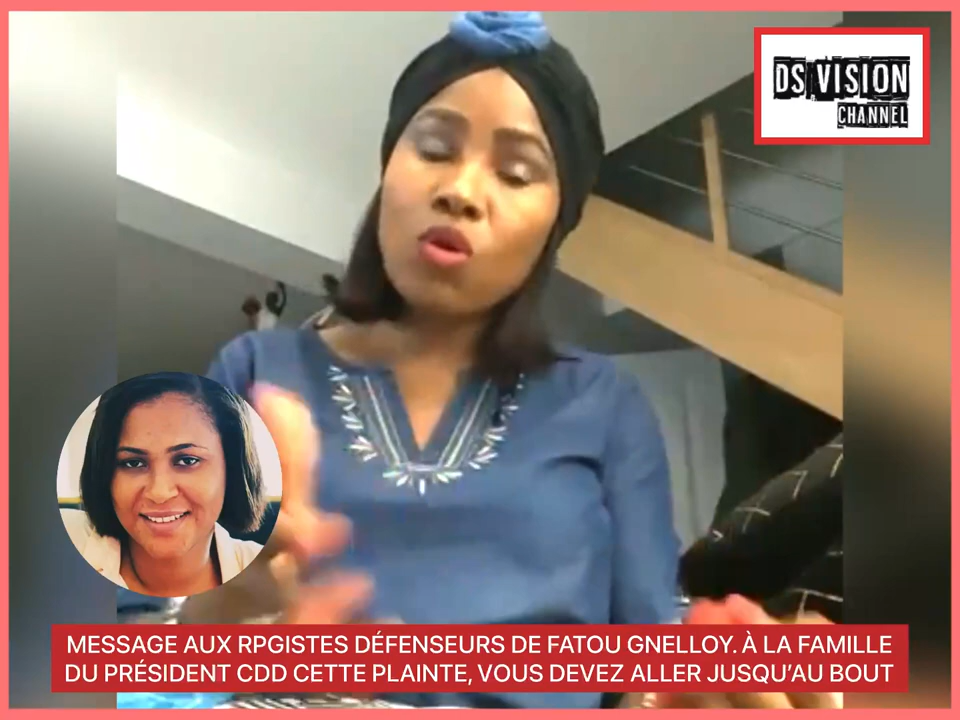 DS VISION
CHANNEL
MESSAGE AUX RPGISTES DÉFENSEURS DE FATOU GNELLOY. À LA FAMILLE
DU PRÉSIDENT CDD CETTE PLAINTE, VOUS DEVEZ ALLER JUSQU'AU BOUT